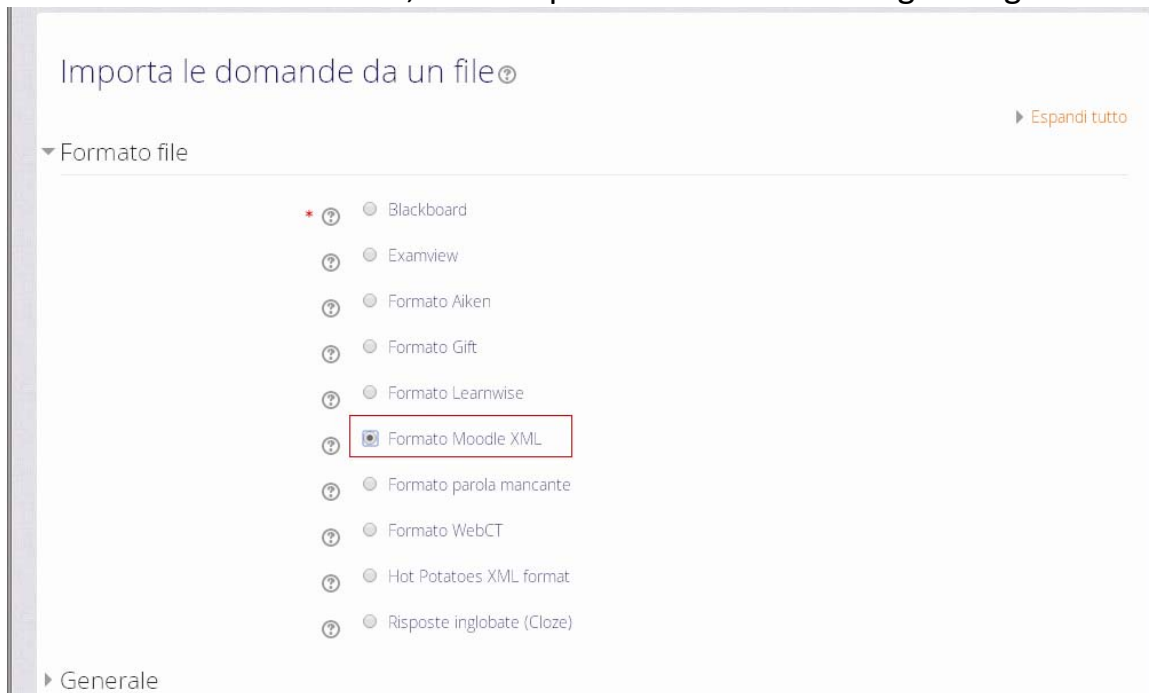 Importa le domande da un file
Espandi tutto
Formato file
* Blackboard
Examview
Formato Aiken
Formato Gift
Formato Learnwise
Formato Moodle XML
Formato parola mancante
Formato WebCT
Hot Potatoes XML format
Risposte inglobate (Cloze)
Generale